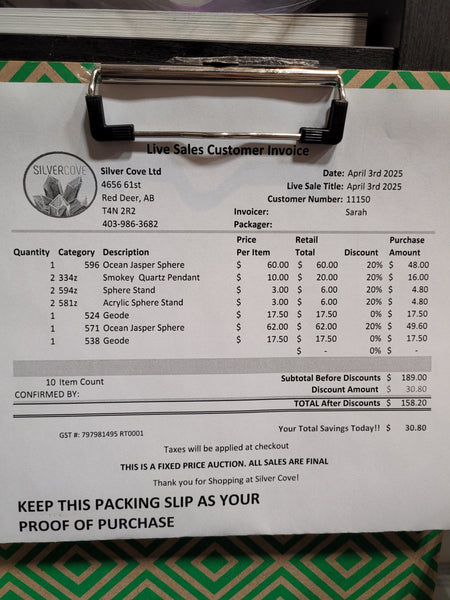 Live Sales Customer Invoice
SILVERCOVE
Silver Cove Ltd
4656 61st
Red Deer, AB
T4N 2R2
403-986-3682
Date: April 3rd 2025
Live Sale Title: April 3rd 2025
Customer Number: 11150
Invoicer: Sarah
Packager:
Quantity Category Description Price Per Item Retail Total Discount Purchase Amount
1 596 Ocean Jasper Sphere $ 60.00 $ 60.00 20% $ 48.00
2 334z Smokey Quartz Pendant $ 10.00 $ 20.00 20% $ 16.00
2 594z Sphere Stand $ 3.00 $ 6.00 20% $ 4.80
2 581z Acrylic Sphere Stand $ 3.00 $ 6.00 20% $ 4.80
1 524 Geode $ 17.50 $ 17.50 0% $ 17.50
1 571 Ocean Jasper Sphere $ 62.00 $ 62.00 20% $ 49.60
1 538 Geode $ 17.50 $ 17.50 0% $ 17.50
$ - 0% $ -
10 Item Count
Subtotal Before Discounts $ 189.00
CONFIRMED BY:
Discount Amount $ 30.80
TOTAL After Discounts $ 158.20
GST #: 797981495 RT0001
Your Total Savings Today!! $ 30.80
Taxes will be applied at checkout
THIS IS A FIXED PRICE AUCTION. ALL SALES ARE FINAL
Thank you for Shopping at Silver Cove!
KEEP THIS PACKING SLIP AS YOUR
PROOF OF PURCHASE